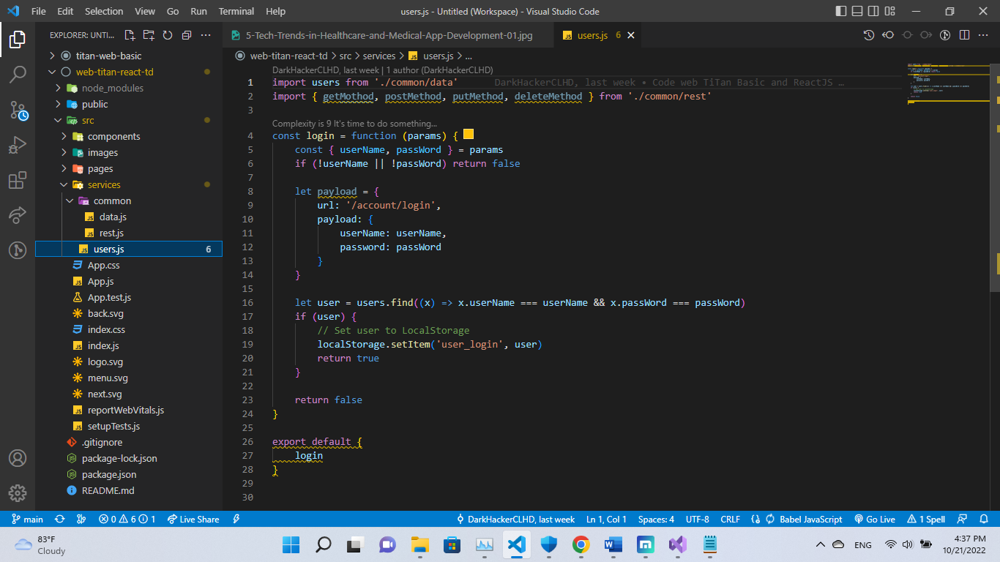 File Edit Selection View Go Run Terminal Help
users.js - Untitled (Workspace) - Visual Studio Code
EXPLORER: UNTI...
titan-web-basic
web-titan-react-td
node_modules
public
src
components
images
pages
services
common
data.js
rest.js
users.js 6
App.css
App.js
App.test.js
back.svg
index.css
index.js
logo.svg
menu.svg
next.svg
reportWebVitals.js
setupTests.js
.gitignore
package-lock.json
package.json
README.md
5-Tech-Trends-in-Healthcare-and-Medical-App-Development-01.jpg
users.js 6
web-titan-react-td > src > services > users.js > ...
DarkHackerCLHD, last week | 1 author (DarkHackerCLHD)
1 import users from './common/data' DarkHackerCLHD, last week • Code web TiTan Basic and ReactJS …
2 import { getMothod, postMethod, putMethod, deleteMethod } from './common/rest'
3
Complexity is 9 It's time to do something...
4 const login = function (params) {
5 const { userName, passWord } = params
6 if (!userName || !passWord) return false
7
8 let payload = {
9 url: '/account/login',
10 payload: {
11 userName: userName,
12 password: passWord
13 }
14 }
15
16 let user = users.find((x) => x.userName === userName && x.passWord === passWord)
17 if (user) {
18 // Set user to LocalStorage
19 localStorage.setItem('user_login', user)
20 return true
21 }
22
23 return false
24 }
25
26 export default {
27 login
28 }
29
30
main 0 6 1 Live Share
DarkHackerCLHD, last week Ln 1, Col 1 Spaces: 4 UTF-8 CRLF Babel JavaScript Go Live 1 Spell
83°F
Cloudy
ENG
4:37 PM
10/21/2022